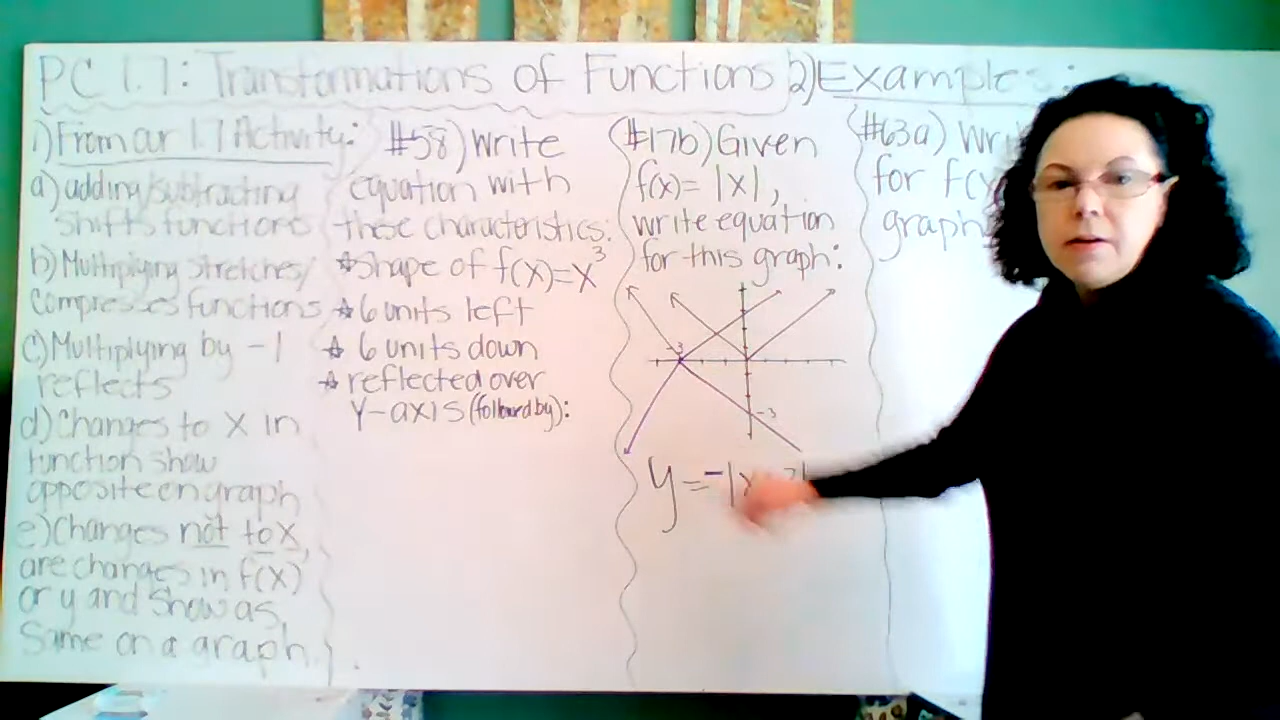 PC 1.7: Transformations of Functions
1) From our 1.7 Activity:
a) adding/subtracting
shifts functions
b) Multiplying stretches/
compresses functions
c) Multiplying by -1
reflects
d) Changes to x in
function show
opposite on graph
e) Changes not to x,
are changes in f(x)
or y and show as
same on a graph.
#58) Write
equation with
these characteristics:
☆ shape of f(x)=x³
☆ 6 units left
☆ 6 units down
☆ reflected over
y-axis (followed by):
2) Examples:
(#17b) Given
f(x)= |x|,
write equation
for this graph:
-3
-3
y = -|x
(#63a) Wri
for f(x
graph